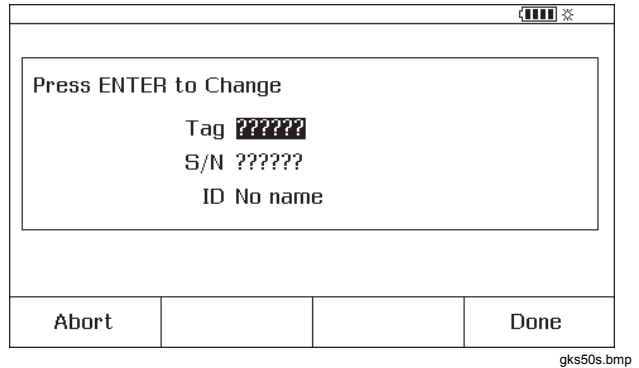 Press ENTER to Change
Tag ??????
S/N ??????
ID No name
Abort Done
gks50s.bmp